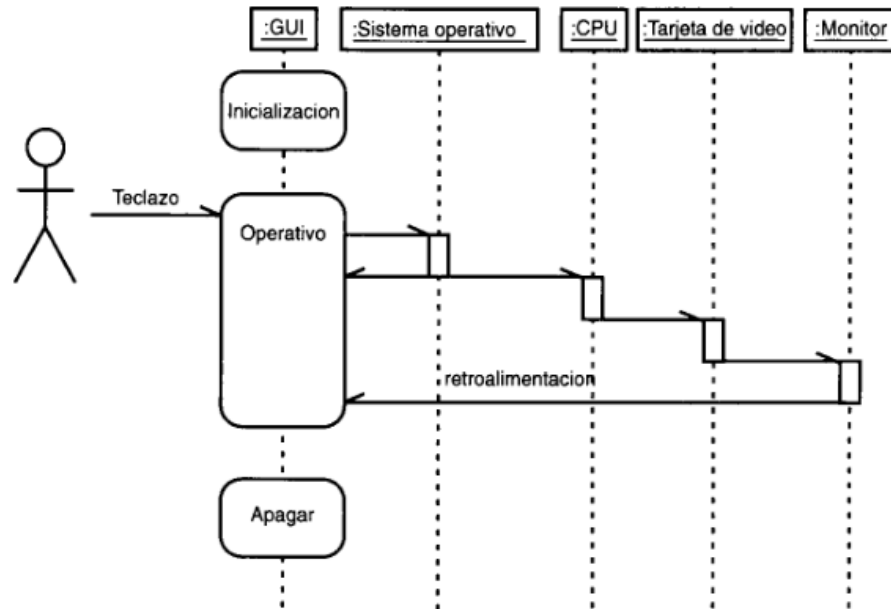 :GUI
:Sistema operativo
:CPU
:Tarjeta de video
:Monitor
Inicializacion
Teclazo
Operativo
retroalimentacion
Apagar